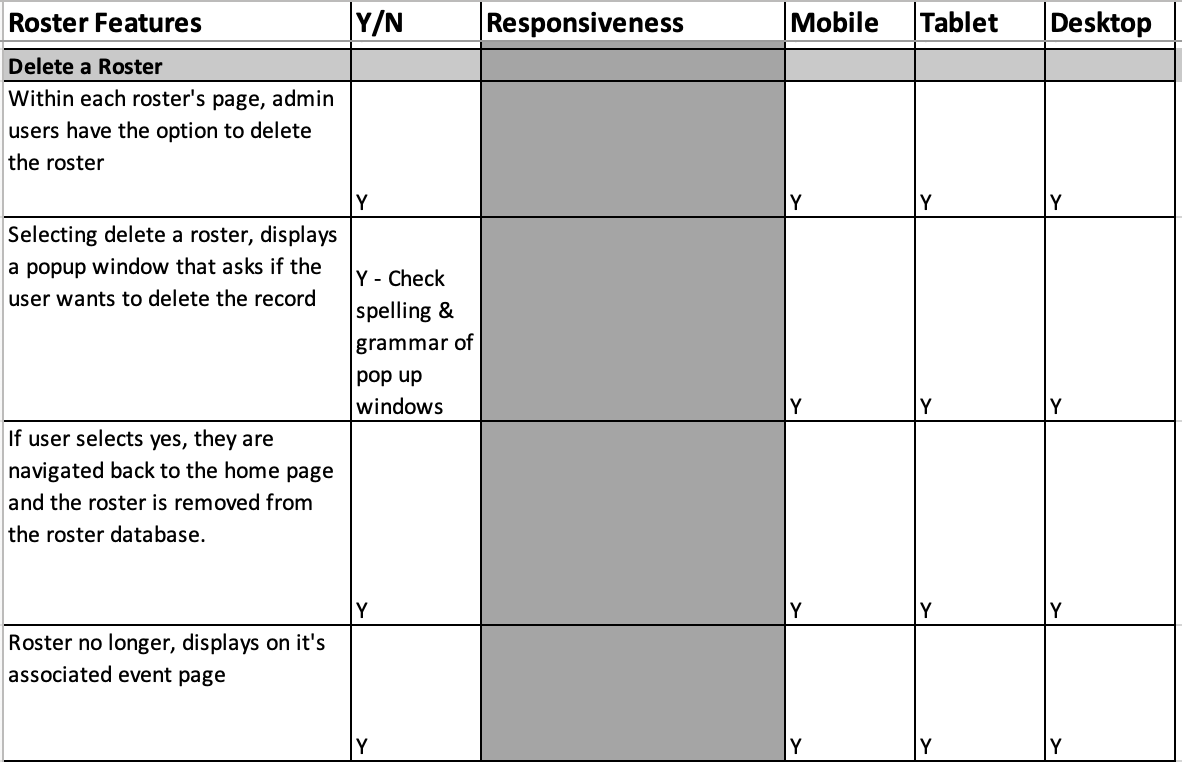 Roster Features Y/N Responsiveness Mobile Tablet Desktop
Delete a Roster
Within each roster's page, admin
users have the option to delete
the roster
Y Y Y Y
Selecting delete a roster, displays
a popup window that asks if the
user wants to delete the record
Y - Check
spelling &
grammar of
pop up
windows
Y Y Y
If user selects yes, they are
navigated back to the home page
and the roster is removed from
the roster database.
Y Y Y Y
Roster no longer, displays on it's
associated event page
Y Y Y Y